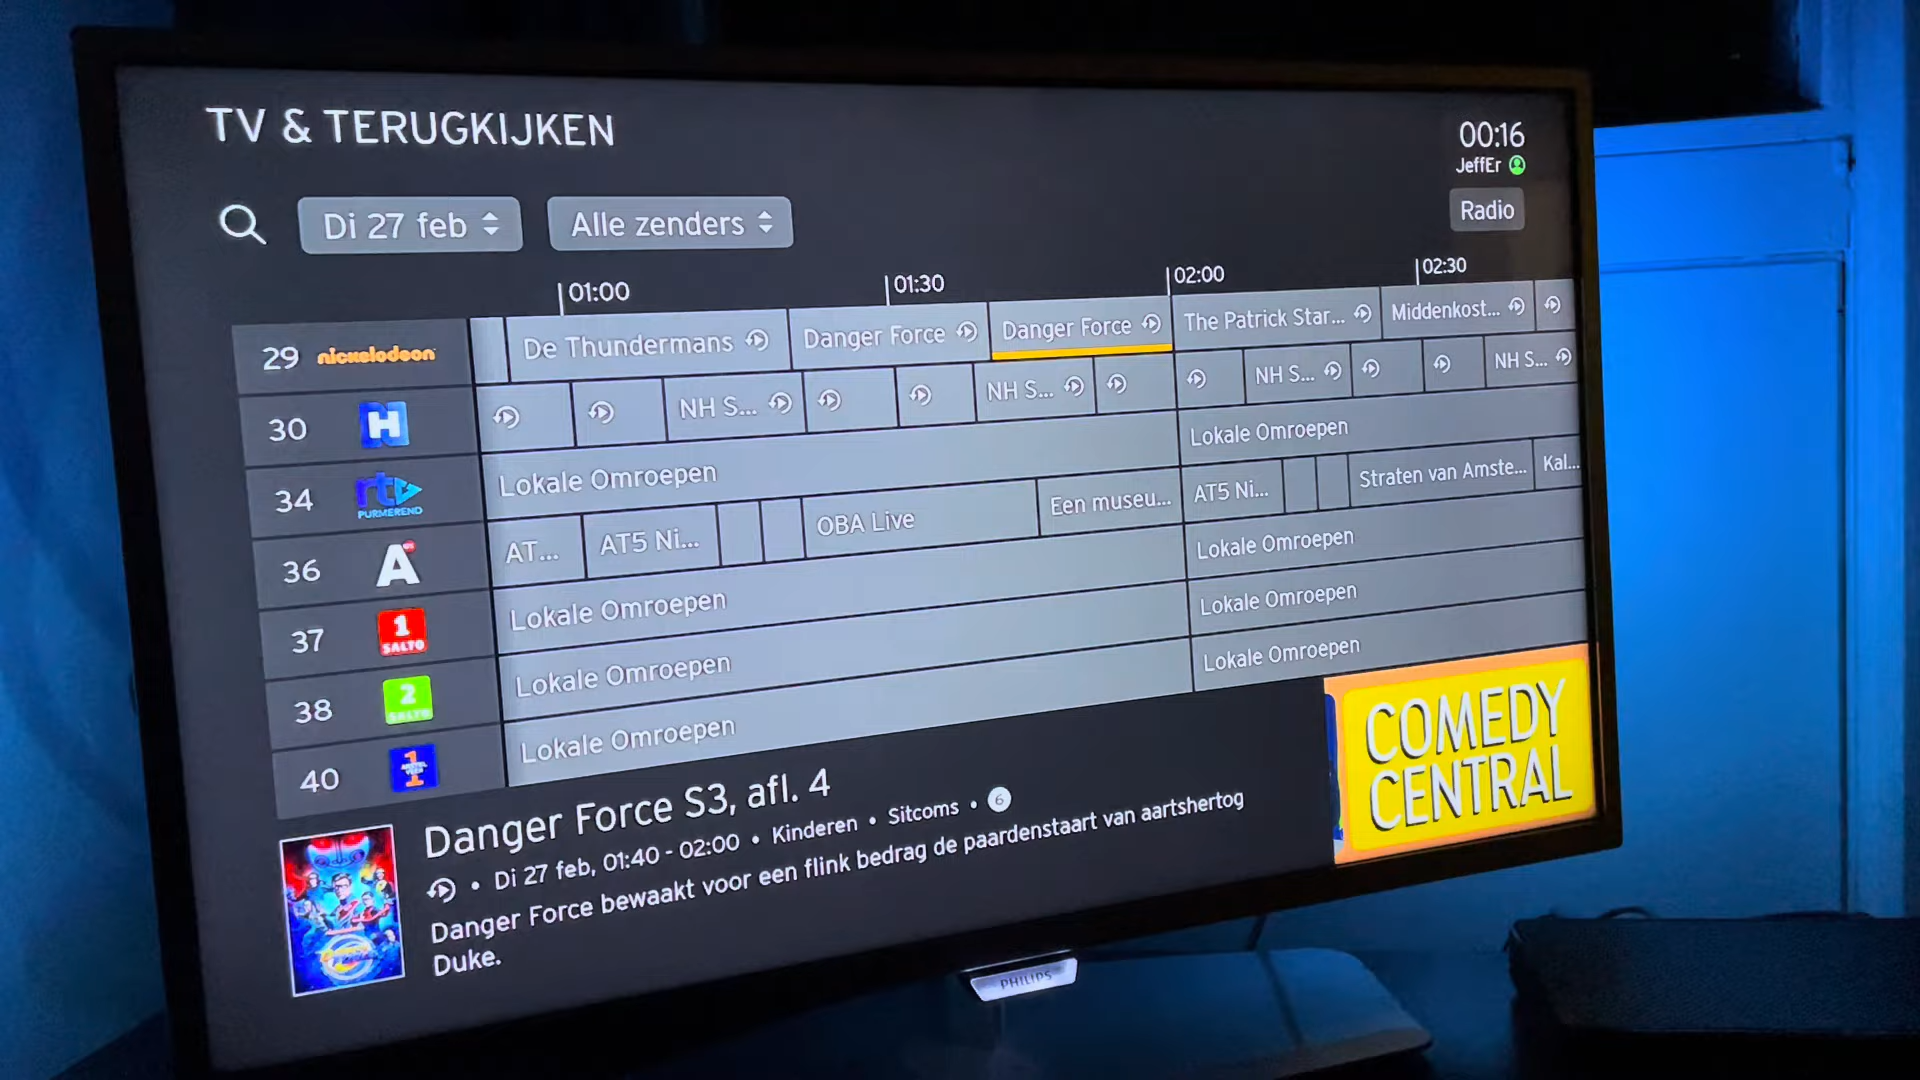 TV & TERUGKIJKEN
00:16
JeffEr
Di 27 feb
Alle zenders
Radio
01:00
01:30
02:00
02:30
29 nickelodeon
De Thundermans
Danger Force
Danger Force
The Patrick Star...
Middenkost...
30 H
NH S...
NH S...
NH S...
NH S...
34 rtv PURMEREND
Lokale Omroepen
Lokale Omroepen
36 A
AT...
AT5 Ni...
OBA Live
Een museu...
AT5 Ni...
Straten van Amste...
Kal...
37 1 SALTO
Lokale Omroepen
Lokale Omroepen
38 2 SALTO
Lokale Omroepen
Lokale Omroepen
40 1
Lokale Omroepen
Lokale Omroepen
Danger Force S3, afl. 4
• Di 27 feb, 01:40 - 02:00 • Kinderen • Sitcoms • 6
Danger Force bewaakt voor een flink bedrag de paardenstaart van aartshertog
Duke.
COMEDY
CENTRAL
PHILIPS